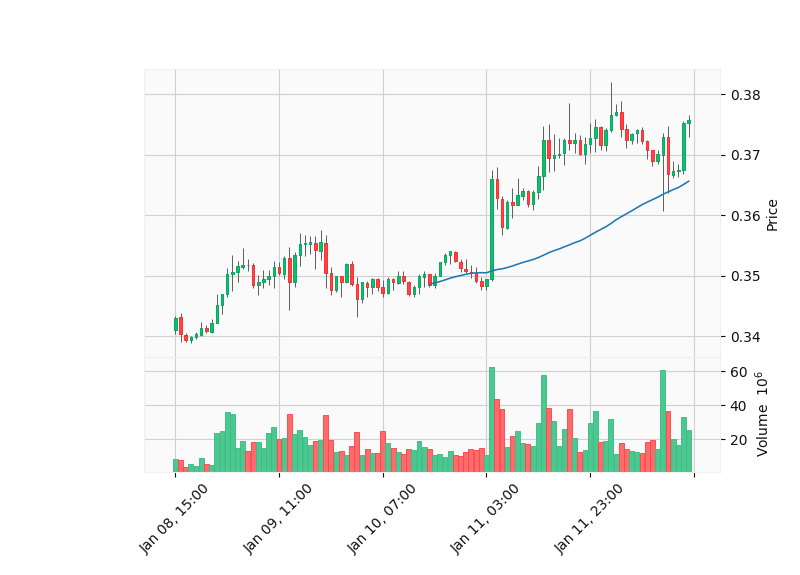 0.38
0.37
0.36
0.35
0.34
Price
60
40
20
Volume 10^6
Jan 08, 15:00
Jan 09, 11:00
Jan 10, 07:00
Jan 11, 03:00
Jan 11, 23:00